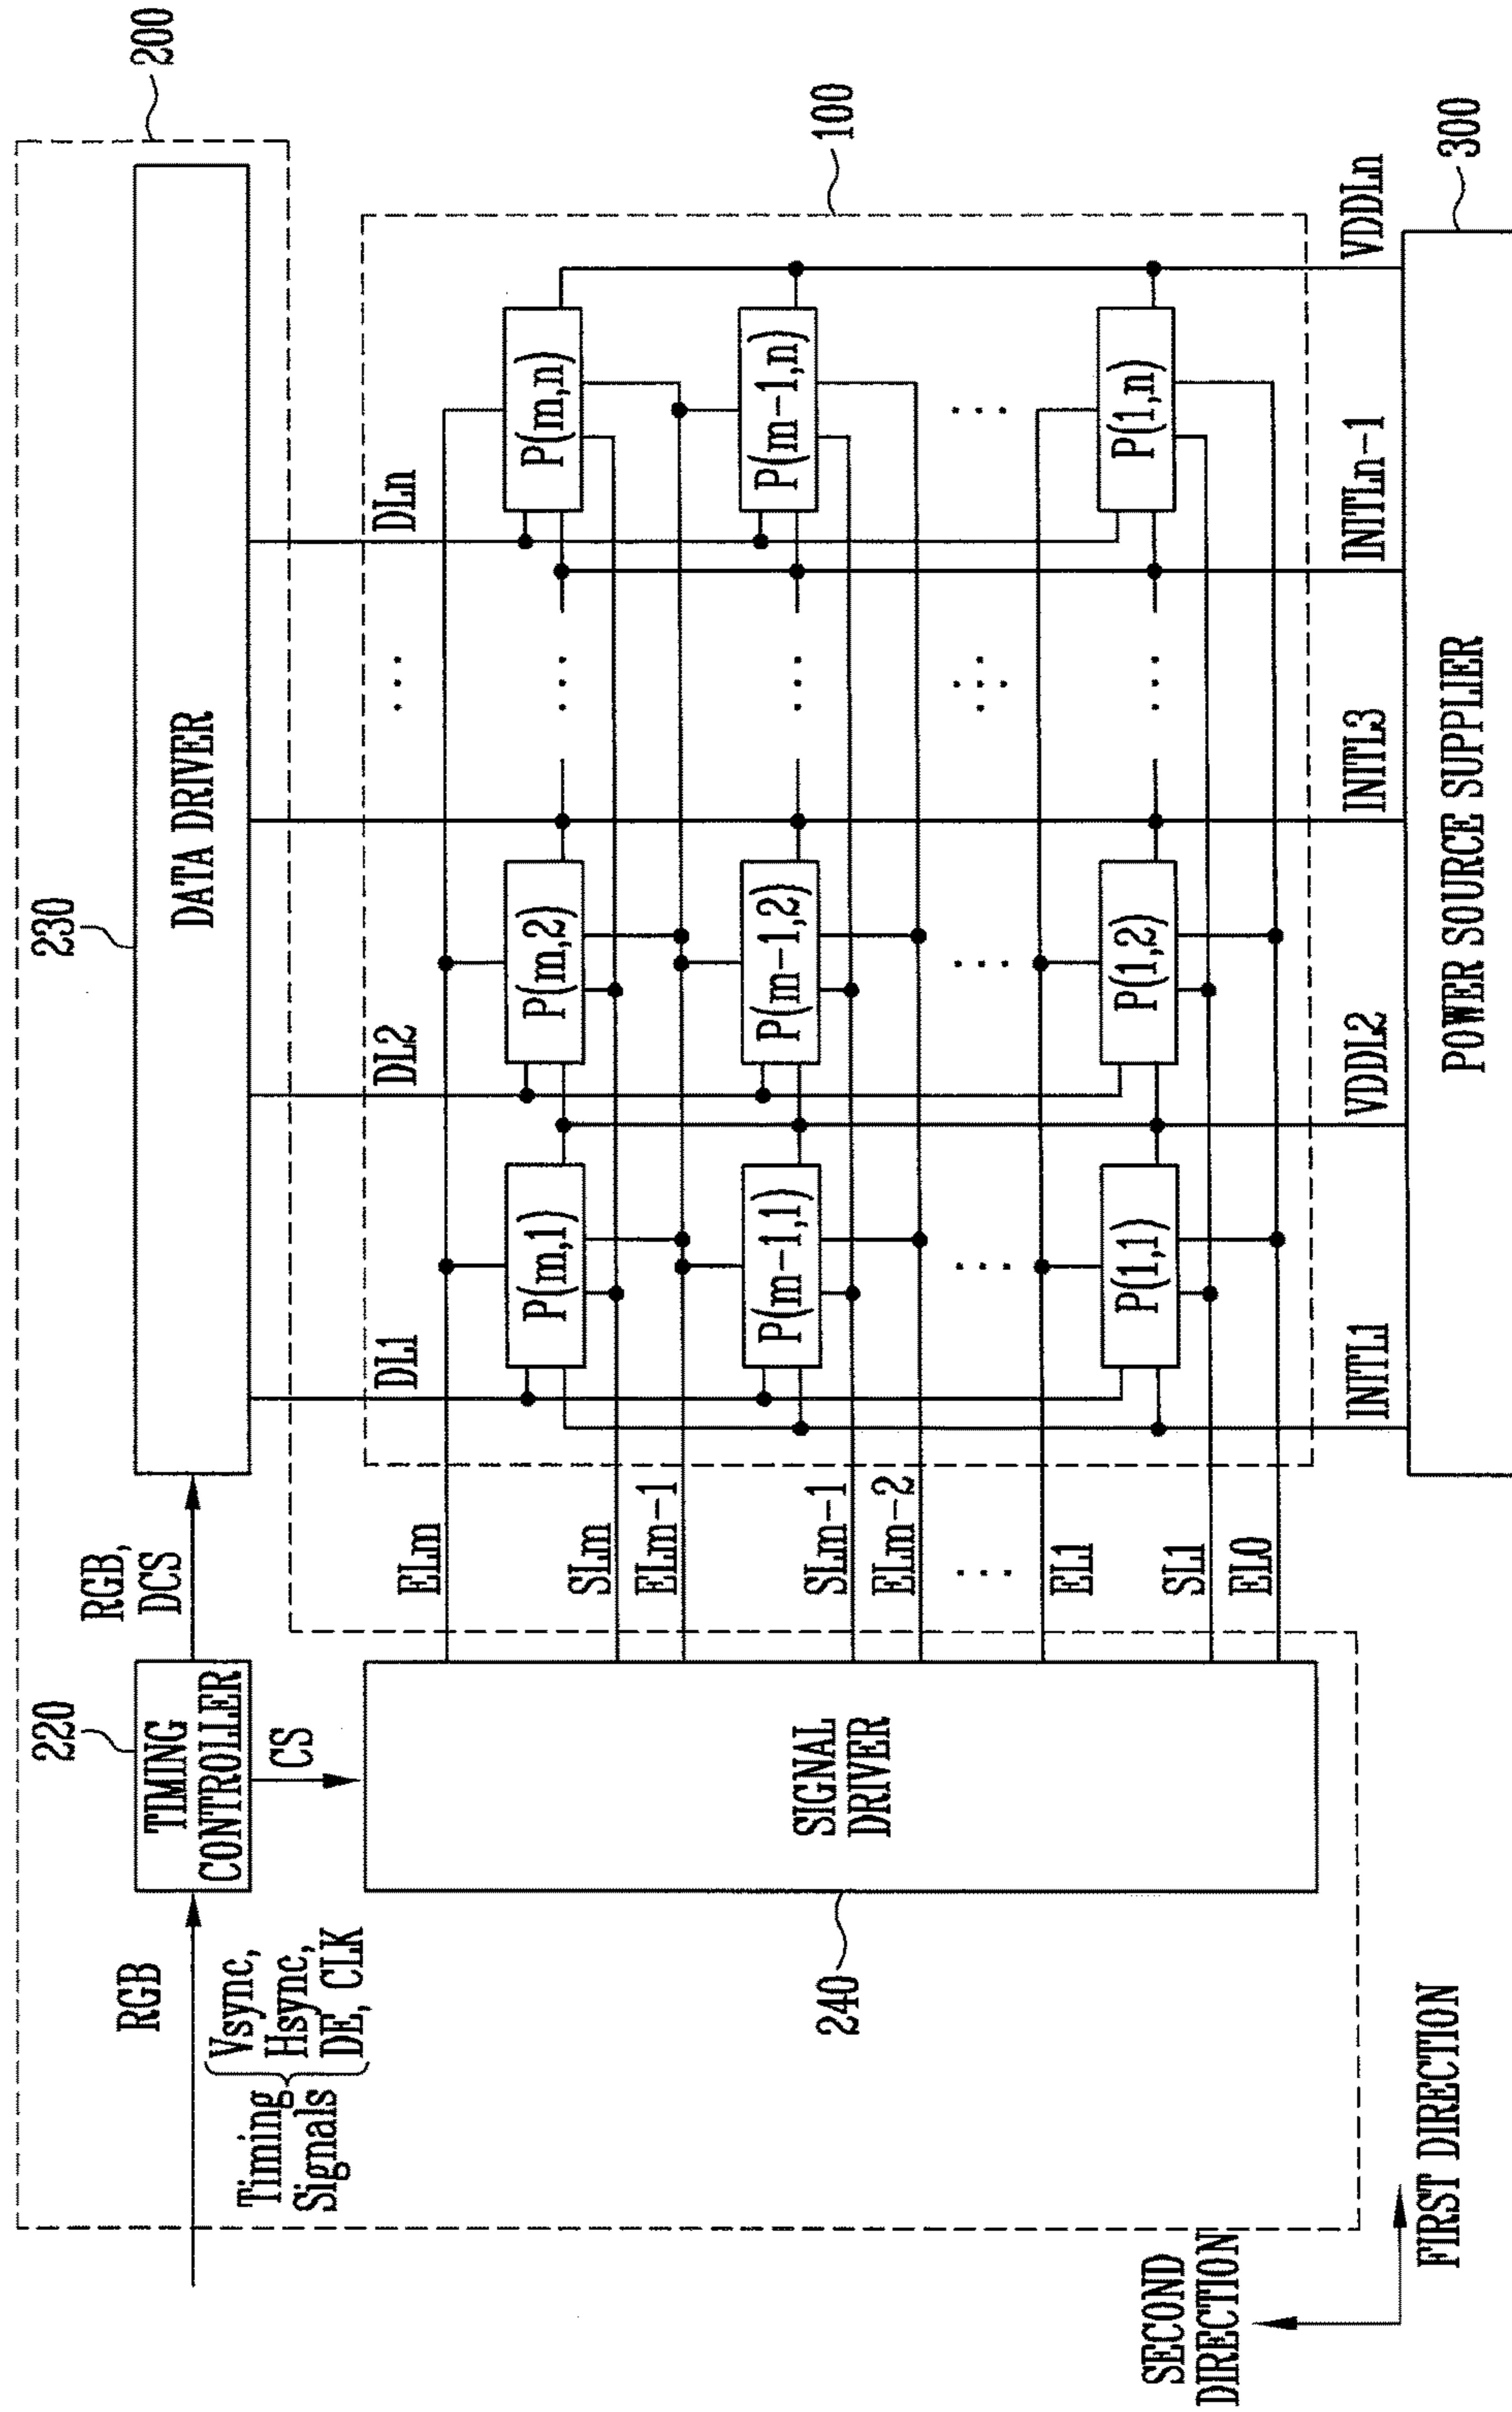 200
230
DATA DRIVER
RGB,
DCS
220
TIMING
CONTROLLER
CS
RGB
Vsync,
Hsync,
DE, CLK
Timing
Signals
100
DL1
DL2
...
DLn
ELm
P(m,1)
P(m,2)
...
P(m,n)
SLm
ELm-1
P(m-1,1)
P(m-1,2)
...
P(m-1,n)
SLm-1
ELm-2
...
...
...
...
...
EL1
P(1,1)
P(1,2)
...
P(1,n)
SL1
EL0
SIGNAL
DRIVER
240
INITL1
VDDL2
INITL3
INITLn-1
VDDLn
300
POWER SOURCE SUPPLIER
SECOND
DIRECTION
FIRST DIRECTION